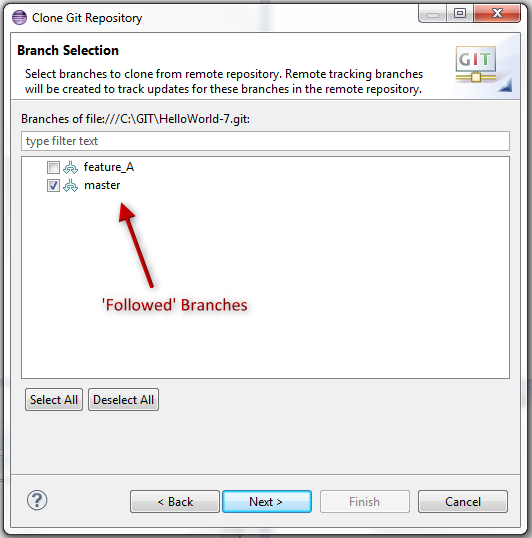 Clone Git Repository
Branch Selection
GIT
Select branches to clone from remote repository. Remote tracking branches
will be created to track updates for these branches in the remote repository.
Branches of file:///C:\GIT\HelloWorld-7.git:
type filter text
feature_A
master
'Followed' Branches
Select All
Deselect All
?
< Back
Next >
Finish
Cancel